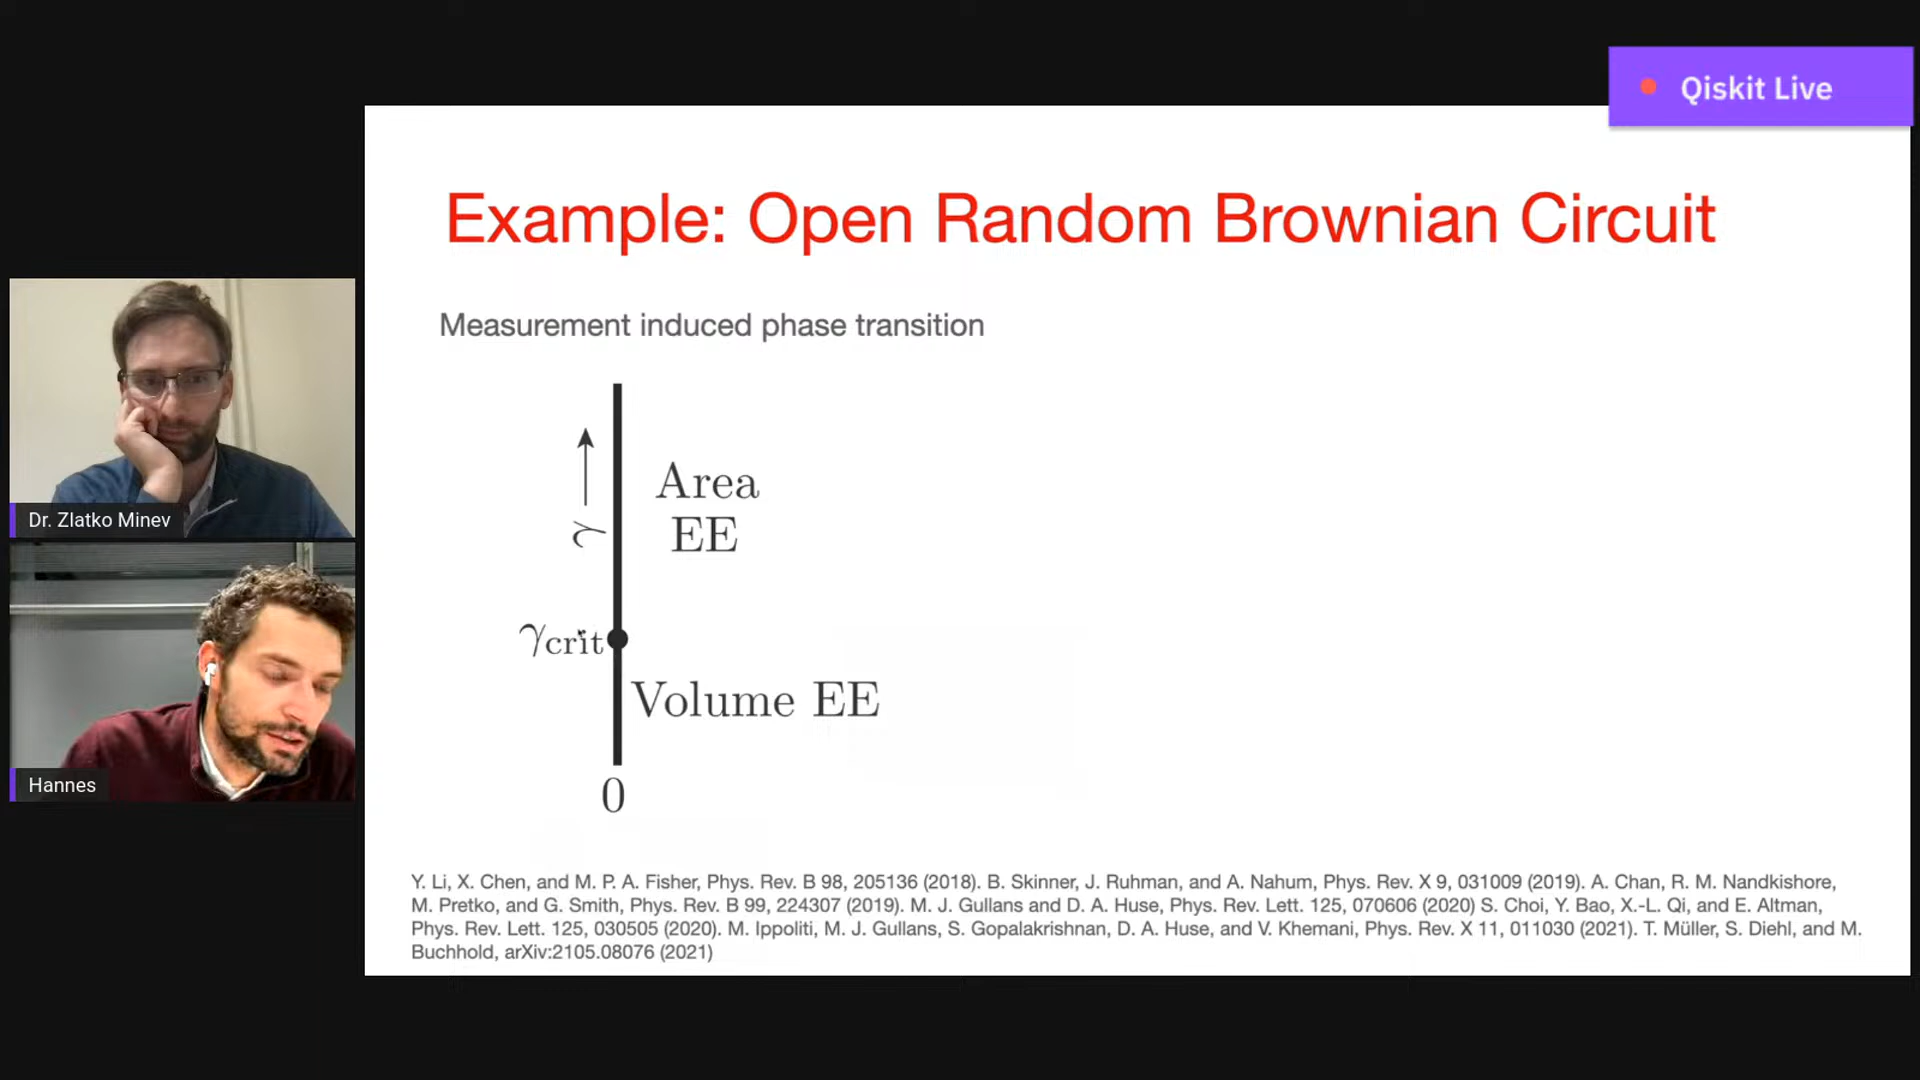 Qiskit Live
Example: Open Random Brownian Circuit
Measurement induced phase transition
Area
EE
γ
γcrit
Volume EE
0
Dr. Zlatko Minev
Hannes
Y. Li, X. Chen, and M. P. A. Fisher, Phys. Rev. B 98, 205136 (2018). B. Skinner, J. Ruhman, and A. Nahum, Phys. Rev. X 9, 031009 (2019). A. Chan, R. M. Nandkishore,
M. Pretko, and G. Smith, Phys. Rev. B 99, 224307 (2019). M. J. Gullans and D. A. Huse, Phys. Rev. Lett. 125, 070606 (2020) S. Choi, Y. Bao, X.-L. Qi, and E. Altman,
Phys. Rev. Lett. 125, 030505 (2020). M. Ippoliti, M. J. Gullans, S. Gopalakrishnan, D. A. Huse, and V. Khemani, Phys. Rev. X 11, 011030 (2021). T. Müller, S. Diehl, and M.
Buchhold, arXiv:2105.08076 (2021)